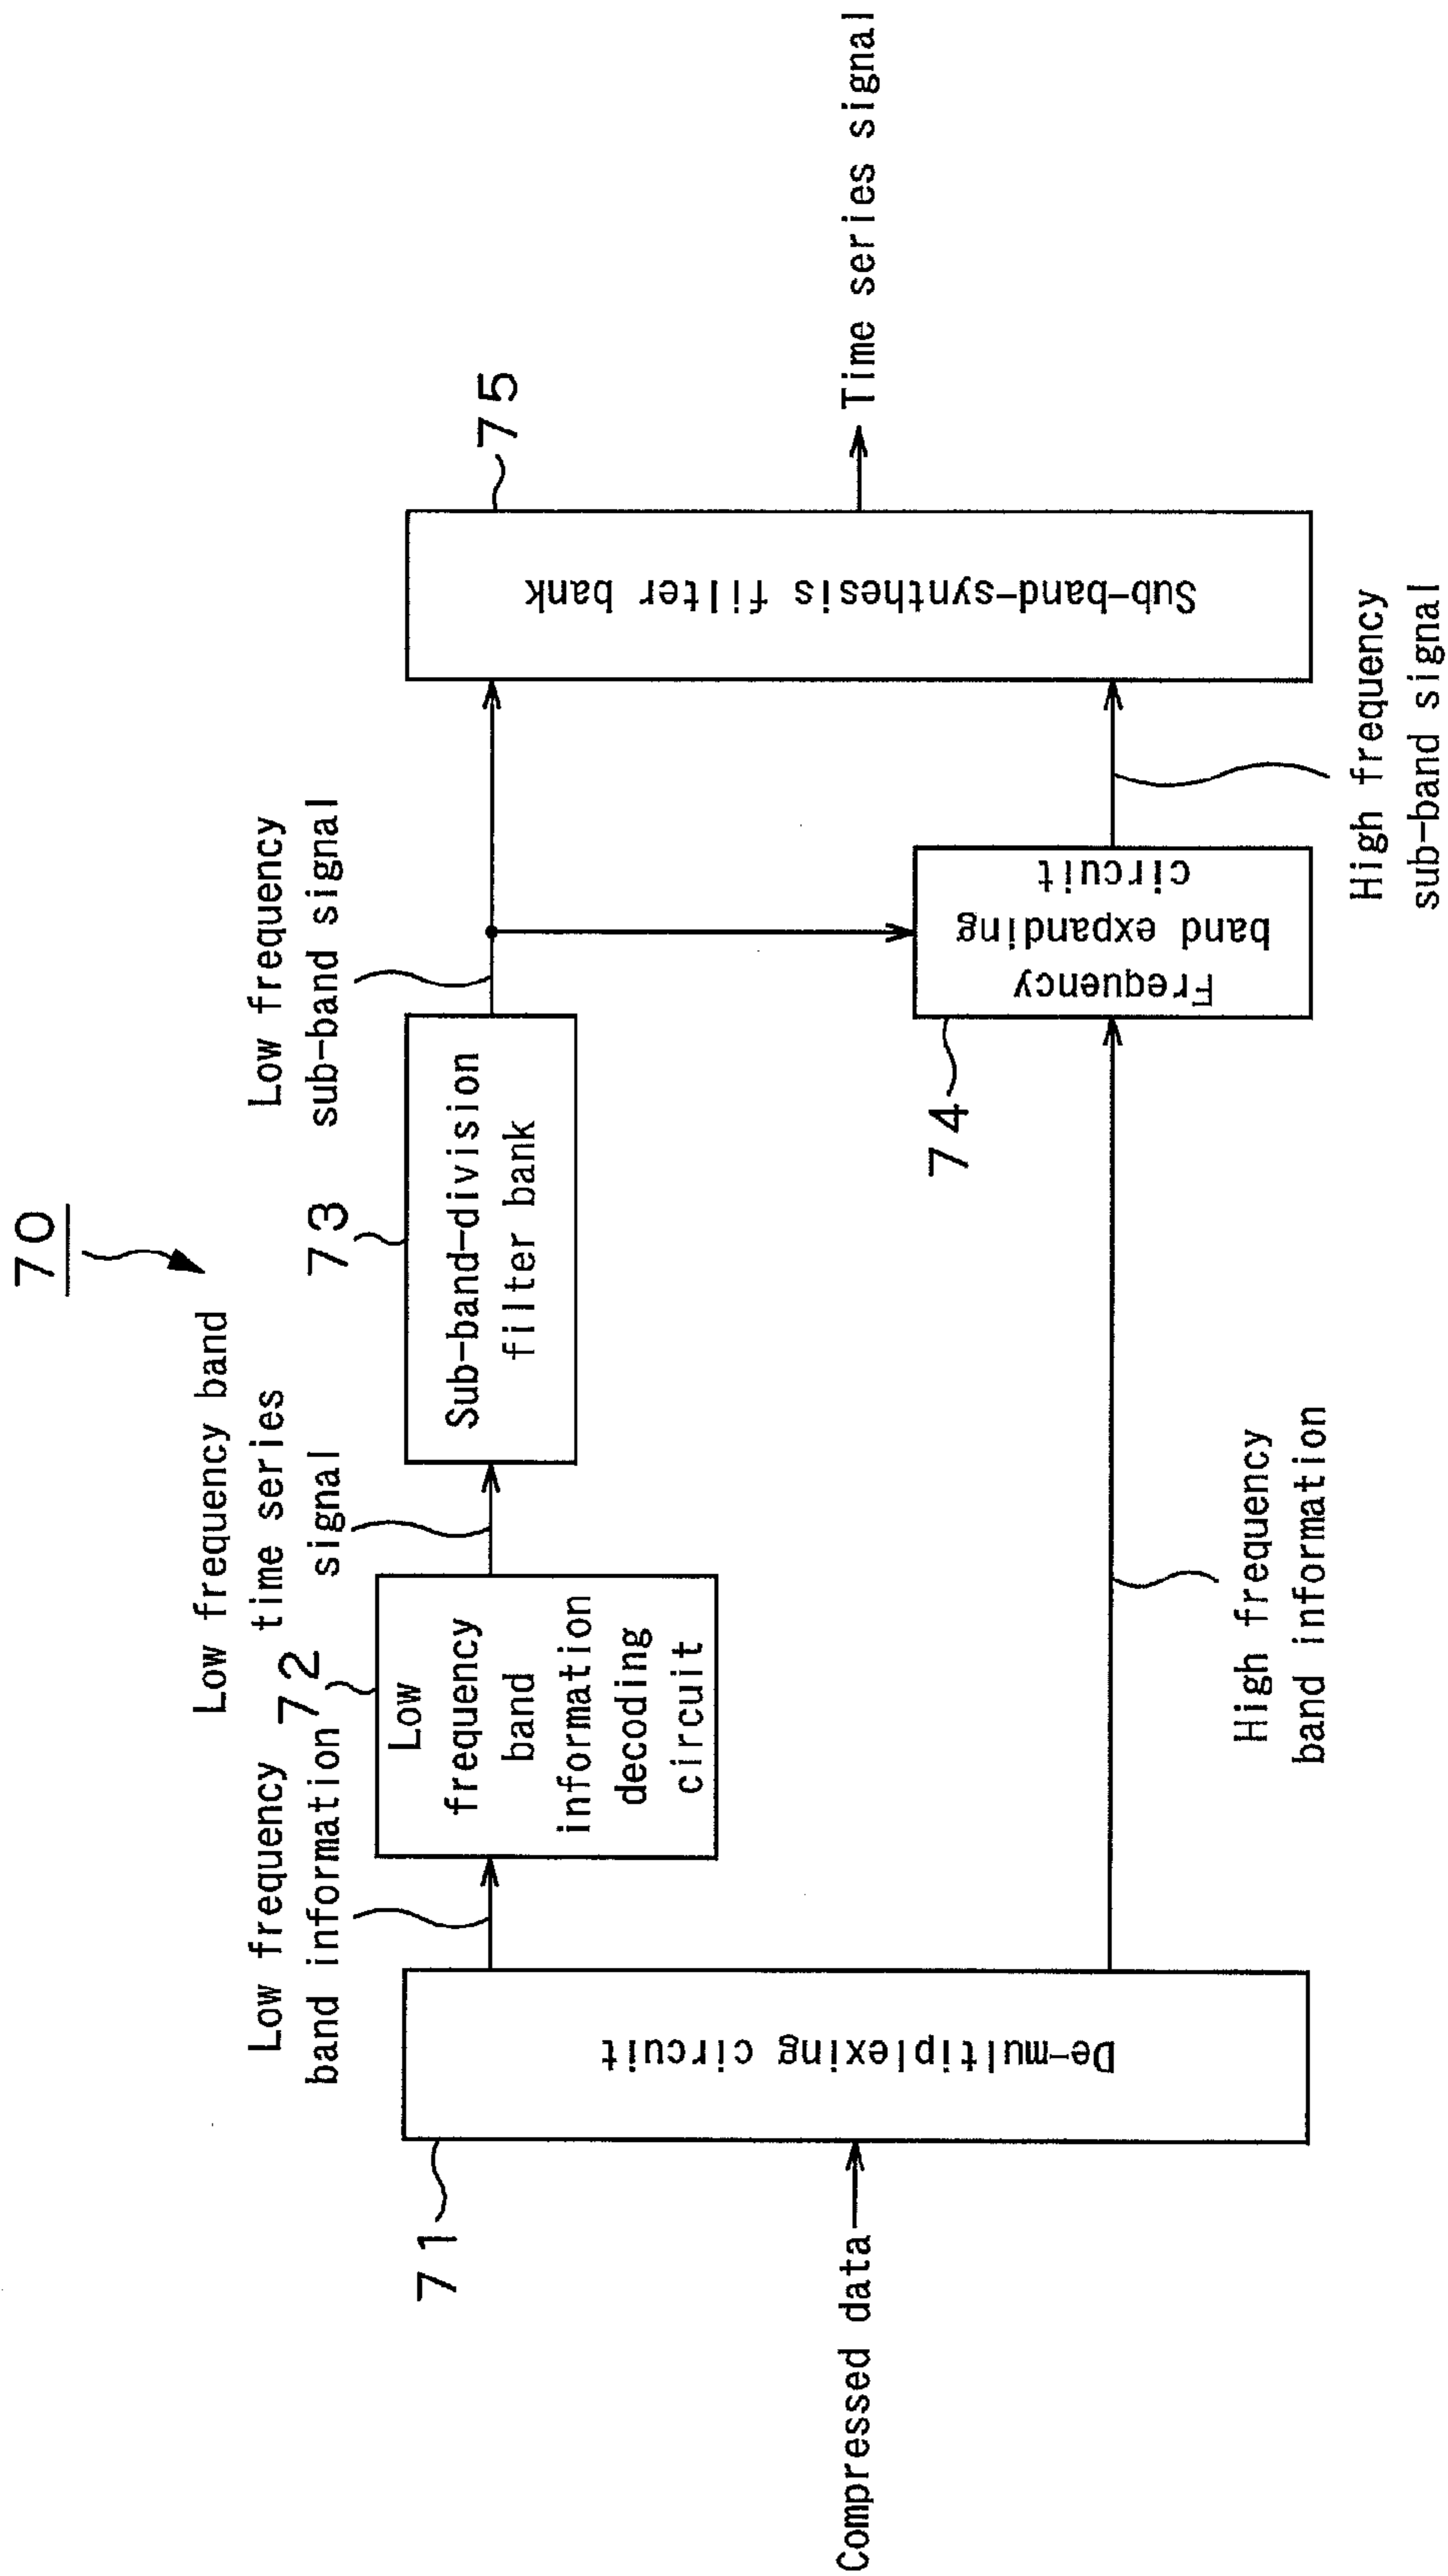 70
Compressed data
71
De-multiplexing circuit
Low frequency
band information
72
Low
frequency
band
information
decoding
circuit
Low frequency band
time series
signal
73
Sub-band-division
filter bank
Low frequency
sub-band signal
High frequency
band information
74
Frequency
band expanding
circuit
High frequency
sub-band signal
75
Sub-band-synthesis filter bank
Time series signal